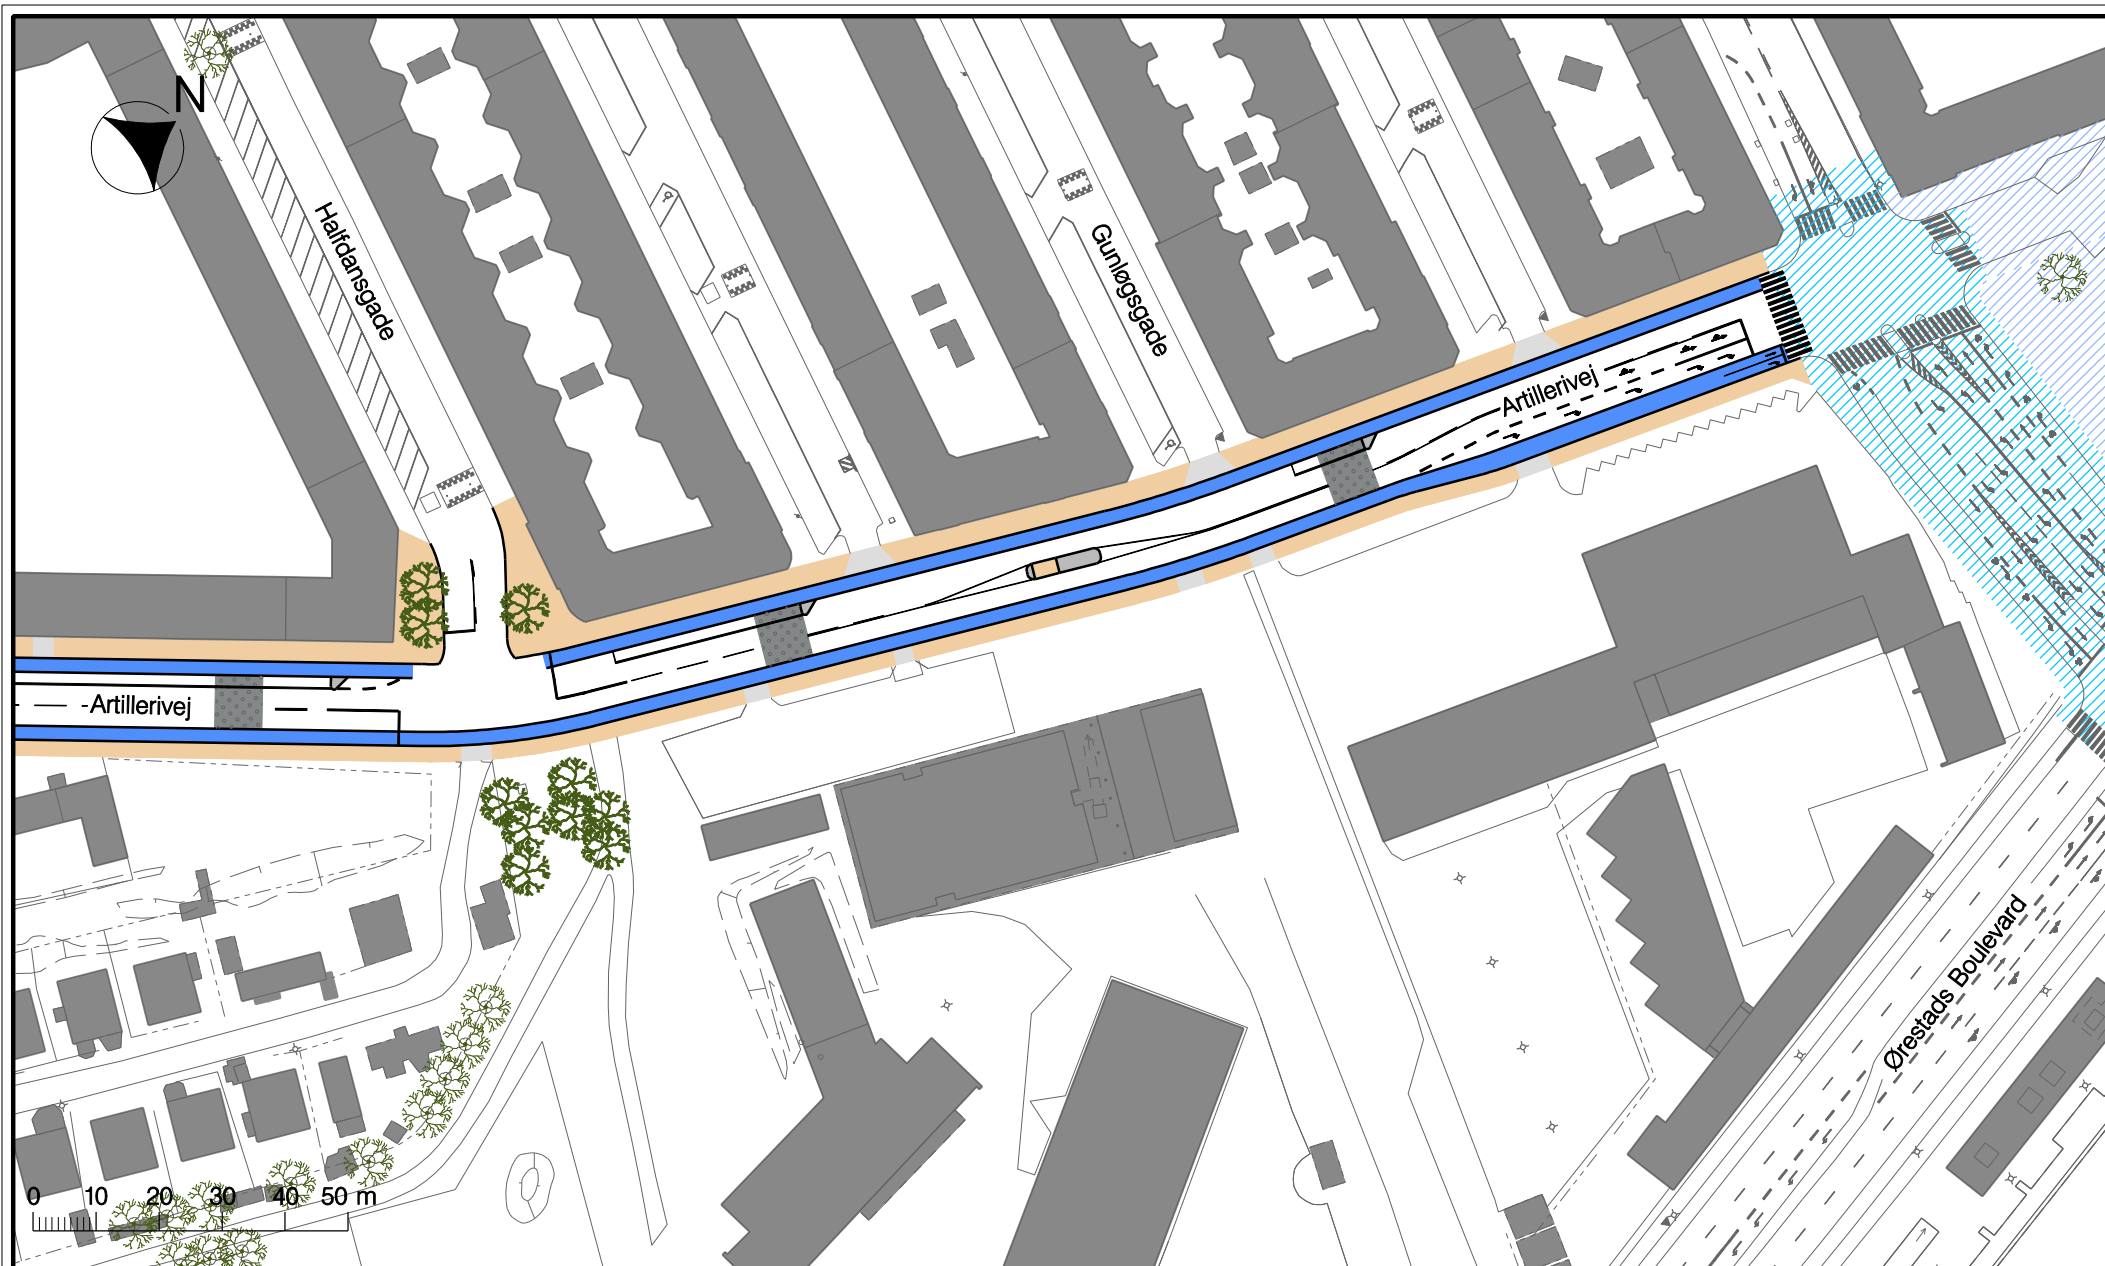 N
Halfdansgade
Gunløgsgade
Artillerivej
Artillerivej
Ørestads Boulevard
0 10 20 30 40 50 m